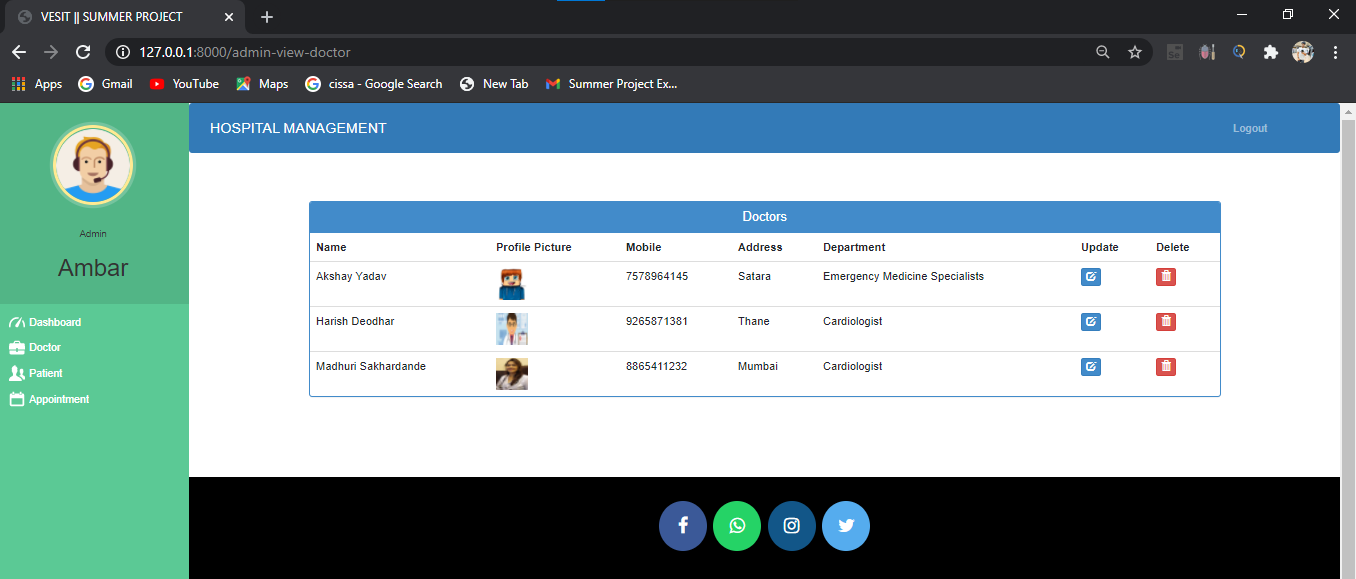 VESIT || SUMMER PROJECT
127.0.0.1:8000/admin-view-doctor
Apps Gmail YouTube Maps cissa - Google Search New Tab Summer Project Ex...
HOSPITAL MANAGEMENT Logout
Admin
Ambar
Dashboard
Doctor
Patient
Appointment
Doctors
Name Profile Picture Mobile Address Department Update Delete
Akshay Yadav 7578964145 Satara Emergency Medicine Specialists
Harish Deodhar 9265871381 Thane Cardiologist
Madhuri Sakhardande 8865411232 Mumbai Cardiologist